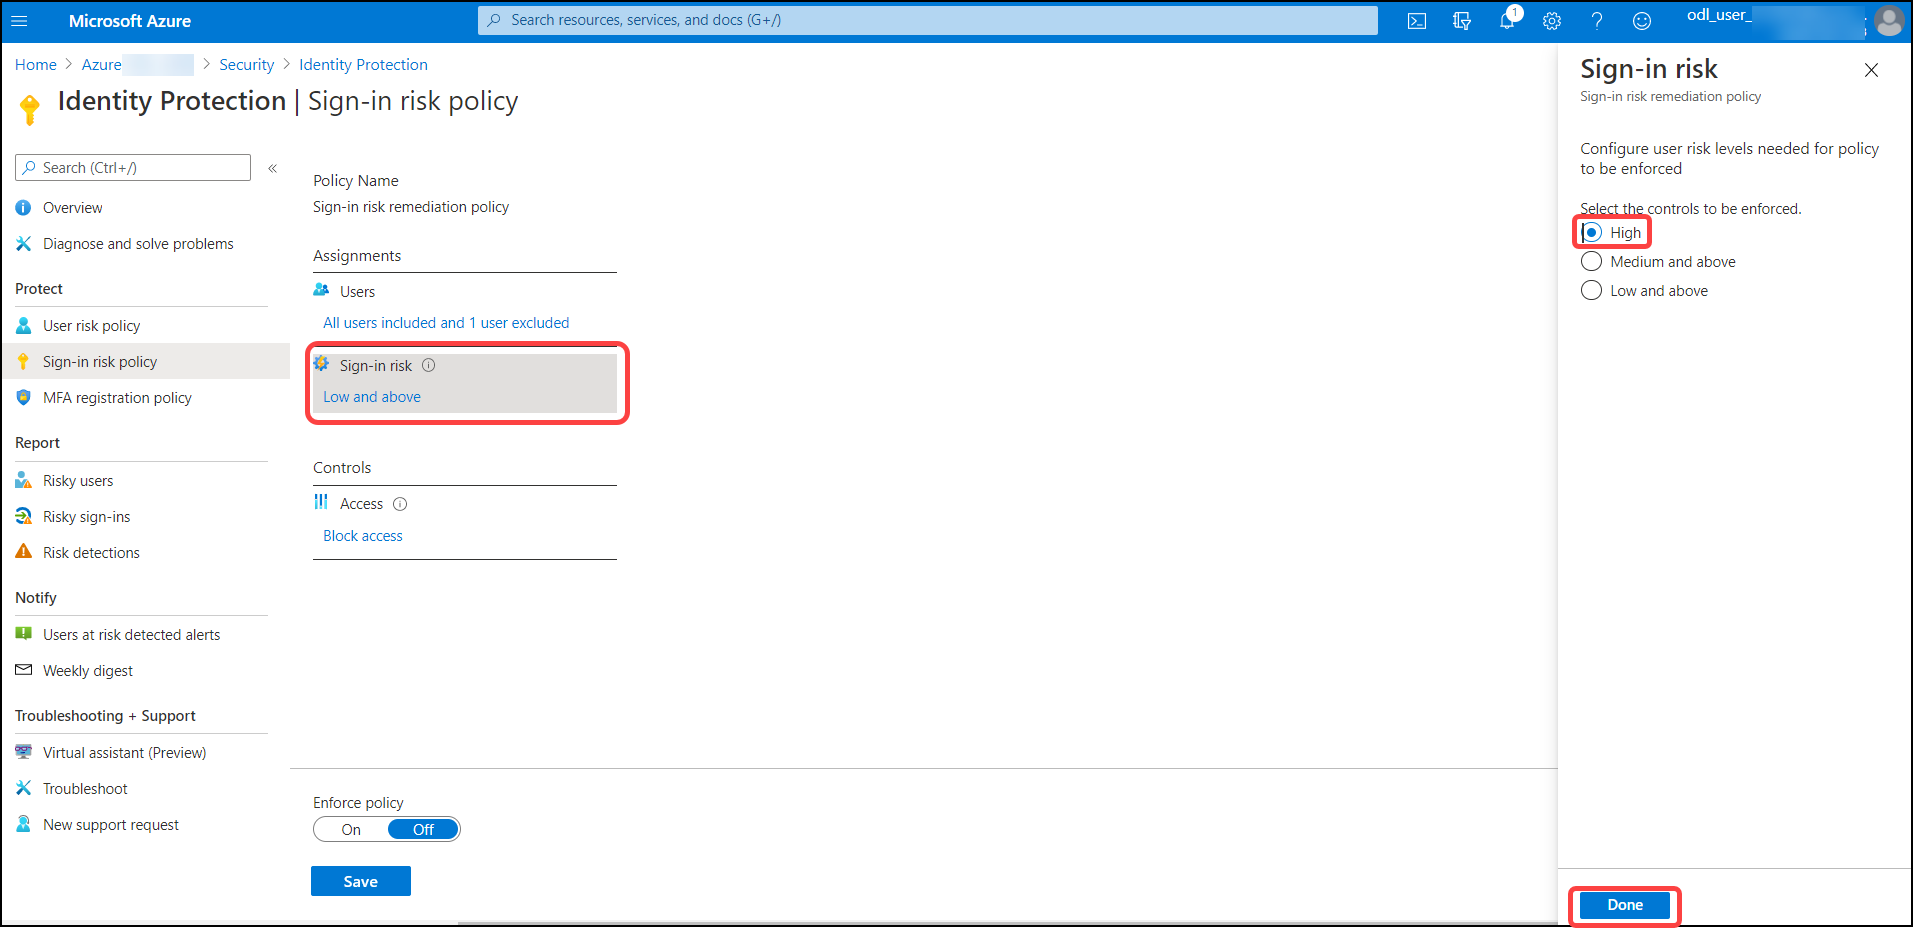 Microsoft Azure
Search resources, services, and docs (G+/)
1
odl_user_
Home > Azure > Security > Identity Protection
Identity Protection | Sign-in risk policy
Search (Ctrl+/)
«
Overview
Diagnose and solve problems
Protect
User risk policy
Sign-in risk policy
MFA registration policy
Report
Risky users
Risky sign-ins
Risk detections
Notify
Users at risk detected alerts
Weekly digest
Troubleshooting + Support
Virtual assistant (Preview)
Troubleshoot
New support request
Policy Name
Sign-in risk remediation policy
Assignments
Users
All users included and 1 user excluded
Sign-in risk
Low and above
Controls
Access
Block access
Enforce policy
On Off
Save
Sign-in risk
Sign-in risk remediation policy
Configure user risk levels needed for policy
to be enforced
Select the controls to be enforced.
High
Medium and above
Low and above
Done